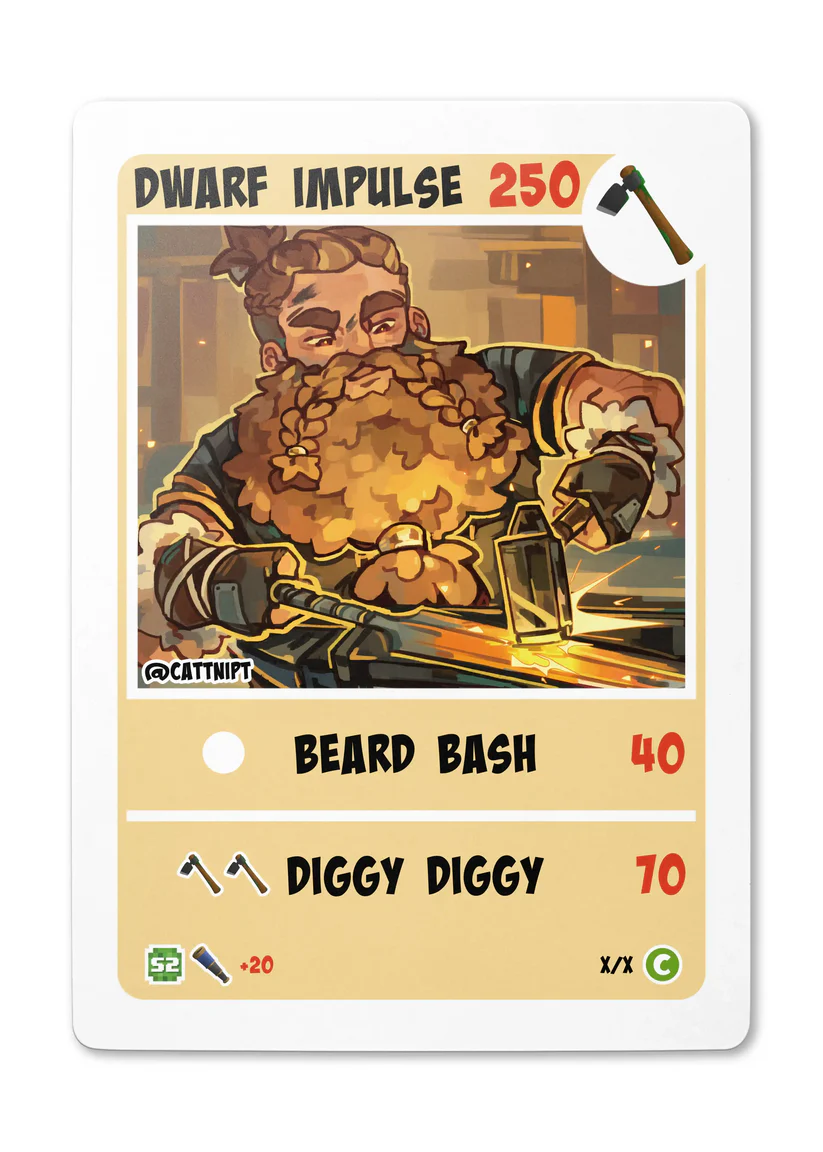 DWARF IMPULSE 250
@CATTNIPT
BEARD BASH 40
DIGGY DIGGY 70
S2 +20 X/X C